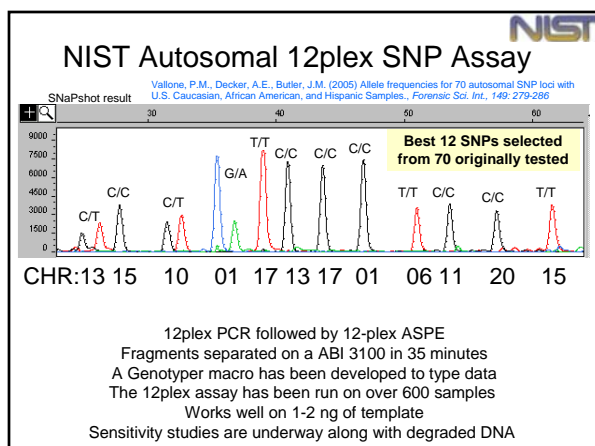 NIST
NIST Autosomal 12plex SNP Assay
Vallone, P.M., Decker, A.E., Butler, J.M. (2005) Allele frequencies for 70 autosomal SNP loci with
U.S. Caucasian, African American, and Hispanic Samples., Forensic Sci. Int., 149: 279-286
SNaPshot result
30 40 50 60
9000
7500
6000
4500
3000
1500
0
C/T
C/C
C/T
G/A
T/T
C/C
C/C
C/C
T/T
C/C
C/C
T/T
Best 12 SNPs selected
from 70 originally tested
CHR:13 15 10 01 17 13 17 01 06 11 20 15
12plex PCR followed by 12-plex ASPE
Fragments separated on a ABI 3100 in 35 minutes
A Genotyper macro has been developed to type data
The 12plex assay has been run on over 600 samples
Works well on 1-2 ng of template
Sensitivity studies are underway along with degraded DNA